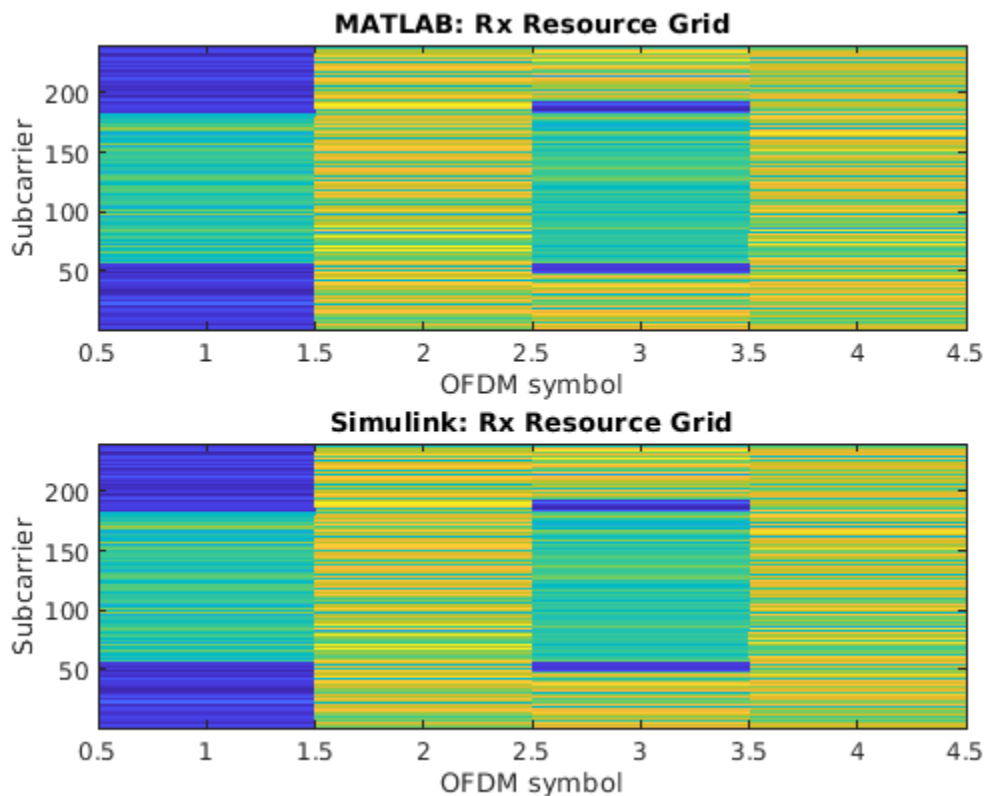 MATLAB: Rx Resource Grid
Subcarrier
200
150
100
50
0.5 1 1.5 2 2.5 3 3.5 4 4.5
OFDM symbol
Simulink: Rx Resource Grid
Subcarrier
200
150
100
50
0.5 1 1.5 2 2.5 3 3.5 4 4.5
OFDM symbol